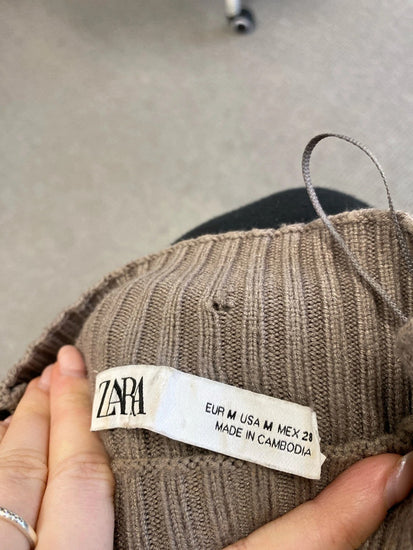 ZARA
EUR M USA M MEX 28
MADE IN CAMBODIA